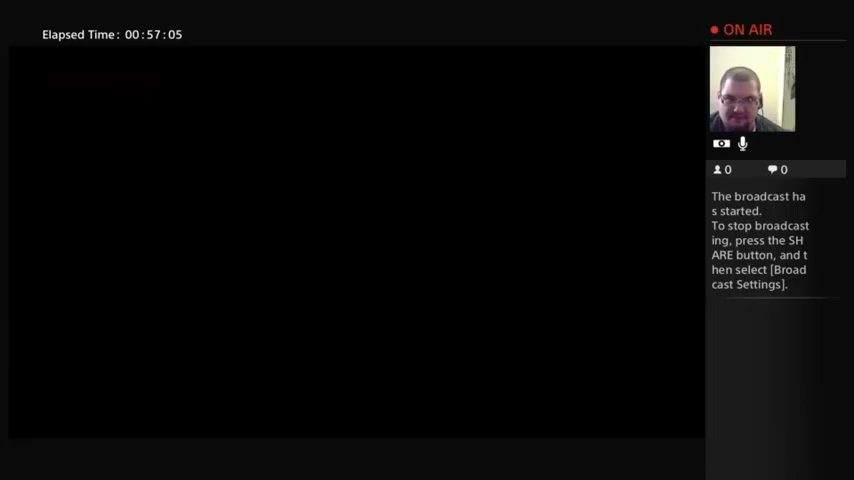 Elapsed Time: 00:57:05
ON AIR
0 0
The broadcast ha
s started.
To stop broadcast
ing, press the SH
ARE button, and t
hen select [Broad
cast Settings].